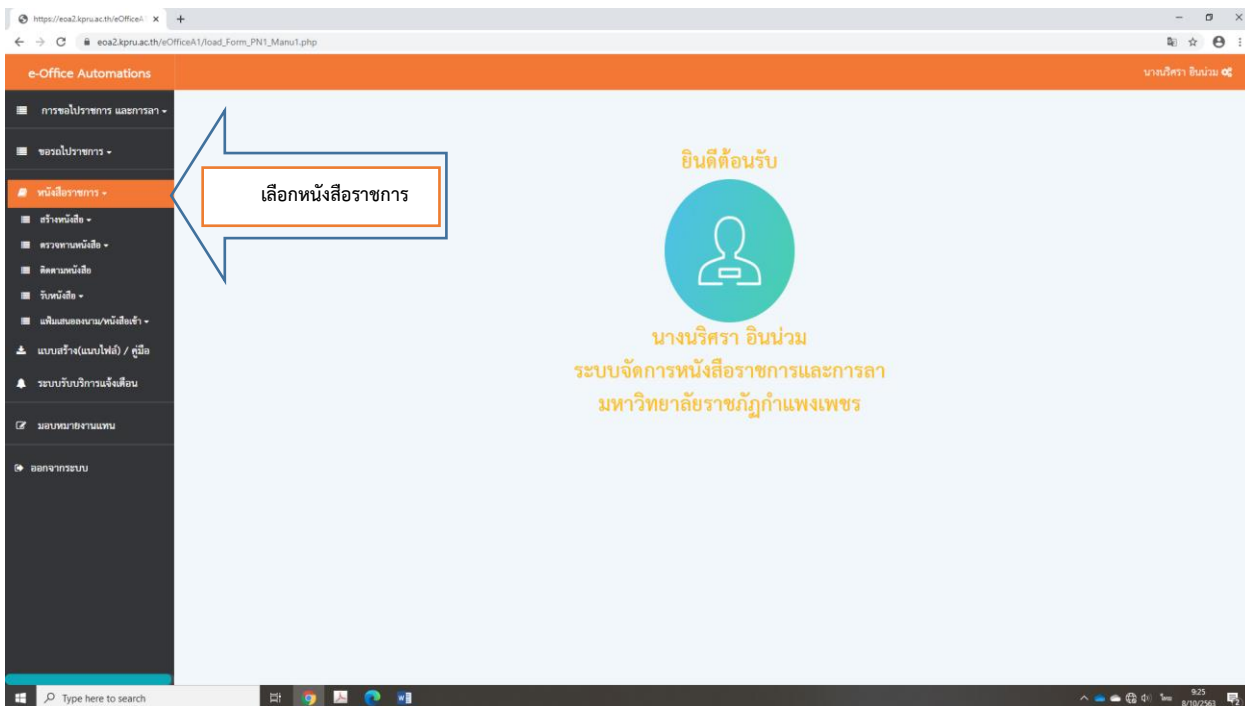 https://eoa2.kpru.ac.th/eOfficeA
eoa2.kpru.ac.th/eOfficeA1/load_Form_PN1_Manu1.php
e-Office Automations
นางนริศรา อินน่วม
การขอไปราชการ และการลา
ขอรถไปราชการ
หนังสือราชการ
เลือกหนังสือราชการ
สร้างหนังสือ
ตรวจทานหนังสือ
ติดตามหนังสือ
รับหนังสือ
แฟ้มเสนอลงนาม/หนังสือเข้า
แบบสร้าง(แนบไฟล์) / คู่มือ
ระบบรับบริการแจ้งเตือน
มอบหมายงานแทน
ออกจากระบบ
ยินดีต้อนรับ
นางนริศรา อินน่วม
ระบบจัดการหนังสือราชการและการลา
มหาวิทยาลัยราชภัฏกำแพงเพชร
Type here to search
9:25
8/10/2563